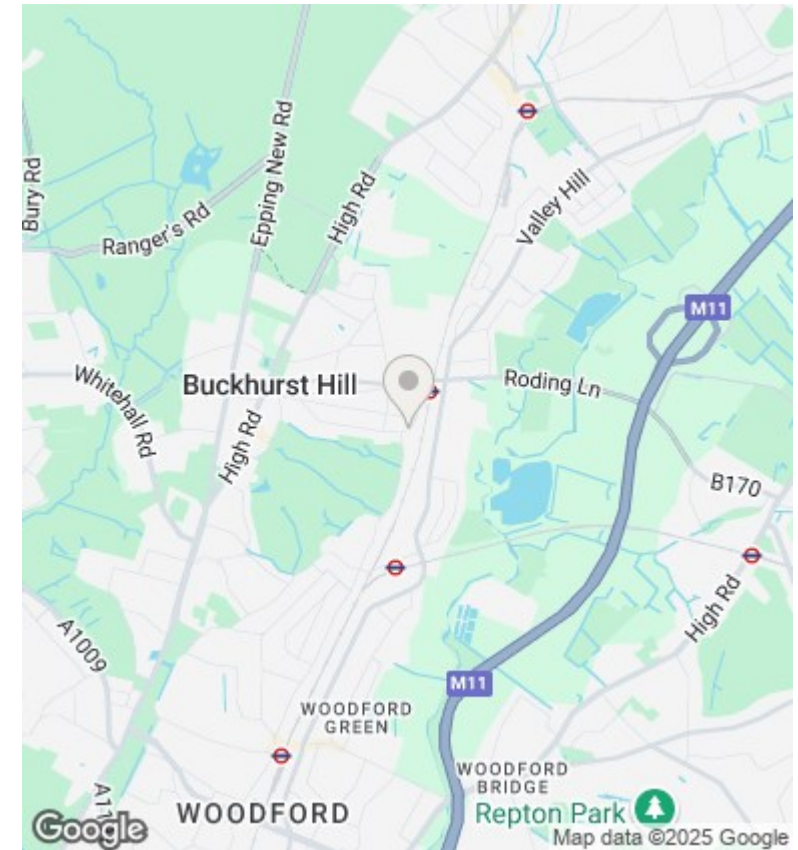 Bury Rd
Epping New Rd
Ranger's Rd
High Rd
Valley Hill
M11
Buckhurst Hill
Roding Ln
Whitehall Rd
High Rd
B170
High Rd
A1009
M11
WOODFORD
GREEN
WOODFORD
BRIDGE
A11
WOODFORD
Repton Park
Google
Map data ©2025 Google